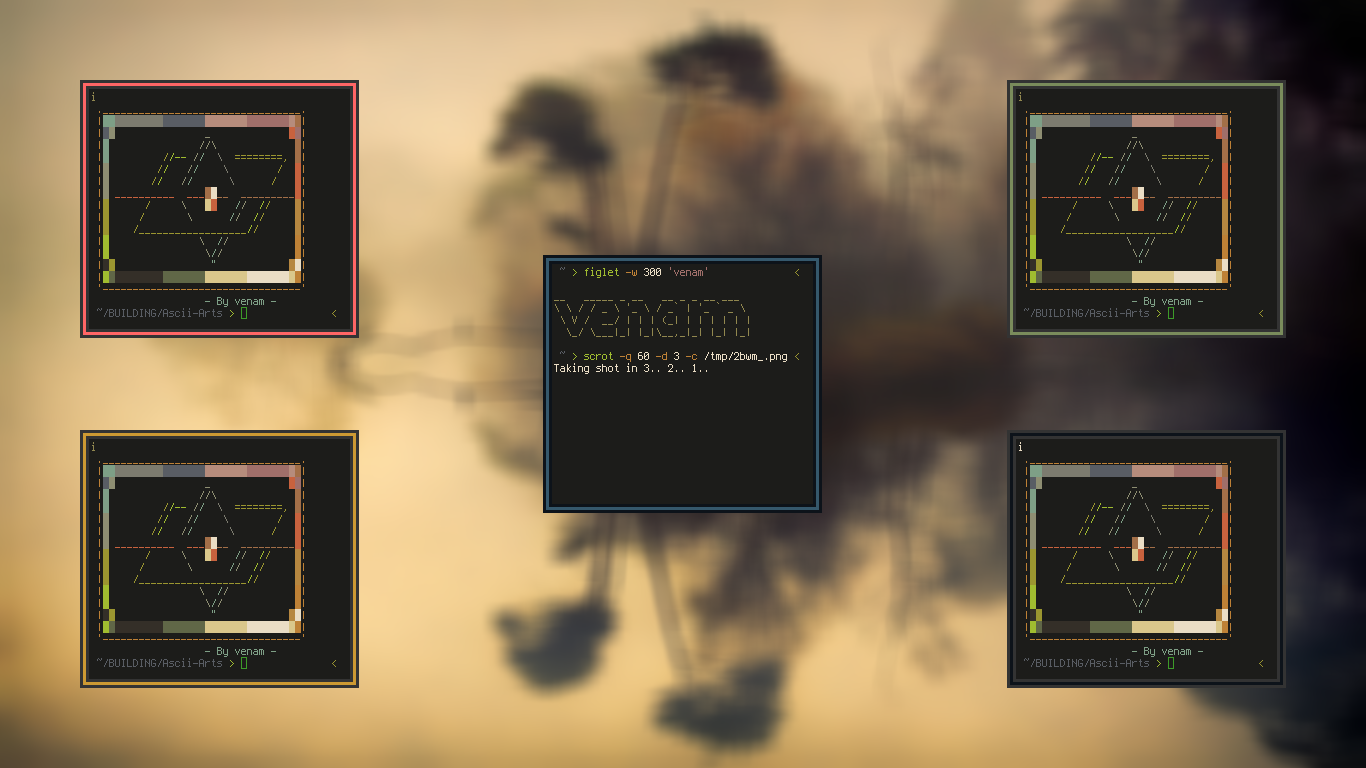 i
- By venam -
~/BUILDING/Ascii-Arts > <
i
- By venam -
~/BUILDING/Ascii-Arts > <
~ > figlet -w 300 'venam' <
venam
~ > scrot -q 60 -d 3 -c /tmp/2bwm_.png <
Taking shot in 3.. 2.. 1..
i
- By venam -
~/BUILDING/Ascii-Arts > <
i
- By venam -
~/BUILDING/Ascii-Arts > <